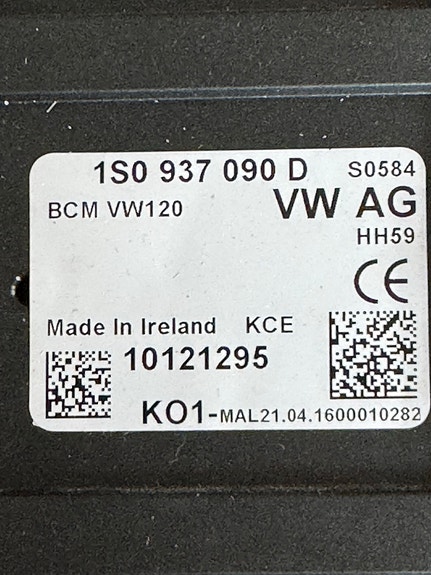 1S0 937 090 D S0584
BCM VW120 VW AG
HH59
CE
Made In Ireland KCE
10121295
KO1-MAL21.04.1600010282